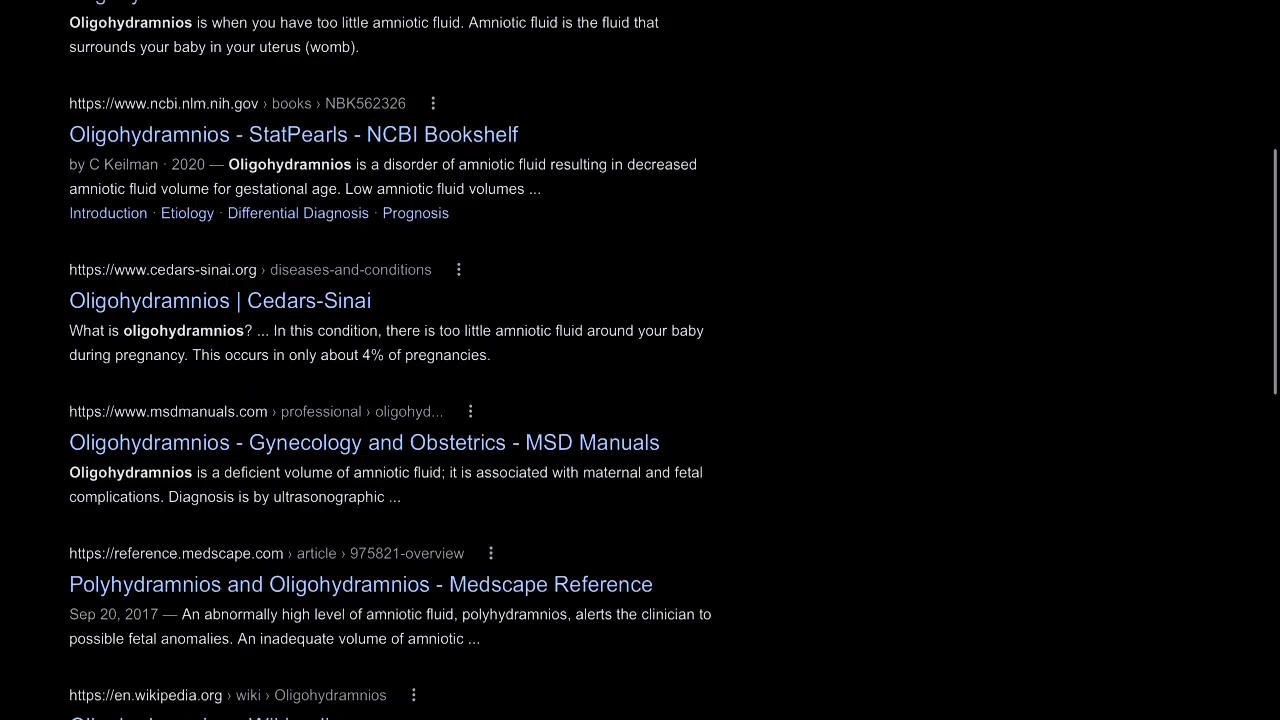 Oligohydramnios is when you have too little amniotic fluid. Amniotic fluid is the fluid that
surrounds your baby in your uterus (womb).
https://www.ncbi.nlm.nih.gov › books › NBK562326
Oligohydramnios - StatPearls - NCBI Bookshelf
by C Keilman · 2020 — Oligohydramnios is a disorder of amniotic fluid resulting in decreased
amniotic fluid volume for gestational age. Low amniotic fluid volumes ...
Introduction · Etiology · Differential Diagnosis · Prognosis
https://www.cedars-sinai.org › diseases-and-conditions
Oligohydramnios | Cedars-Sinai
What is oligohydramnios? ... In this condition, there is too little amniotic fluid around your baby
during pregnancy. This occurs in only about 4% of pregnancies.
https://www.msdmanuals.com › professional › oligohyd...
Oligohydramnios - Gynecology and Obstetrics - MSD Manuals
Oligohydramnios is a deficient volume of amniotic fluid; it is associated with maternal and fetal
complications. Diagnosis is by ultrasonographic ...
https://reference.medscape.com › article › 975821-overview
Polyhydramnios and Oligohydramnios - Medscape Reference
Sep 20, 2017 — An abnormally high level of amniotic fluid, polyhydramnios, alerts the clinician to
possible fetal anomalies. An inadequate volume of amniotic ...
https://en.wikipedia.org › wiki › Oligohydramnios